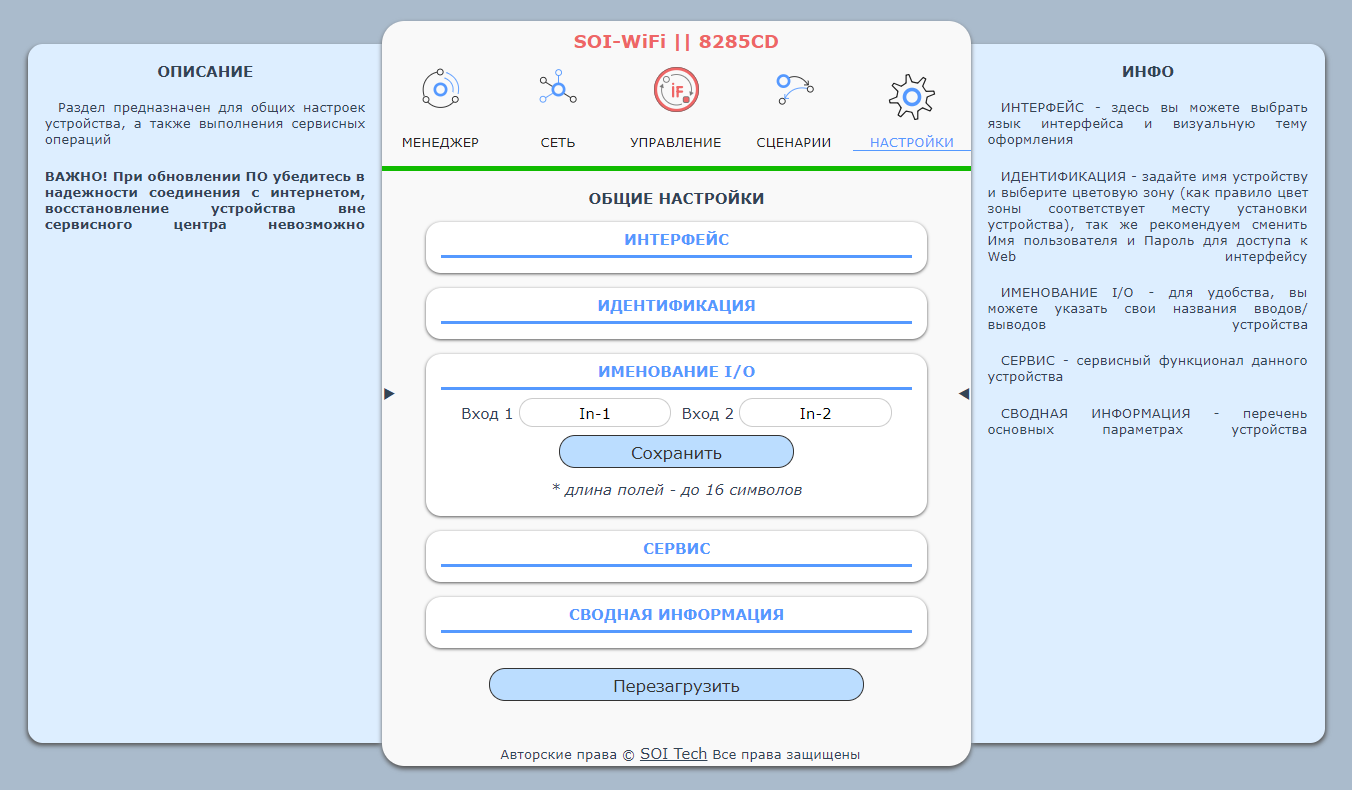 SOI-WiFi || 8285CD
МЕНЕДЖЕР
СЕТЬ
iF
УПРАВЛЕНИЕ
СЦЕНАРИИ
НАСТРОЙКИ
ОПИСАНИЕ
Раздел предназначен для общих настроек
устройства, а также выполнения сервисных
операций
ВАЖНО! При обновлении ПО убедитесь в
надежности соединения с интернетом,
восстановление устройства вне
сервисного центра невозможно
ОБЩИЕ НАСТРОЙКИ
ИНТЕРФЕЙС
ИДЕНТИФИКАЦИЯ
ИМЕНОВАНИЕ I/O
Вход 1 In-1 Вход 2 In-2
Сохранить
* длина полей - до 16 символов
СЕРВИС
СВОДНАЯ ИНФОРМАЦИЯ
Перезагрузить
Авторские права © SOI Tech Все права защищены
ИНФО
ИНТЕРФЕЙС - здесь вы можете выбрать
язык интерфейса и визуальную тему
оформления
ИДЕНТИФИКАЦИЯ - задайте имя устройству
и выберите цветовую зону (как правило цвет
зоны соответствует месту установки
устройства), так же рекомендуем сменить
Имя пользователя и Пароль для доступа к
Web интерфейсу
ИМЕНОВАНИЕ I/O - для удобства, вы
можете указать свои названия вводов/
выводов устройства
СЕРВИС - сервисный функционал данного
устройства
СВОДНАЯ ИНФОРМАЦИЯ - перечень
основных параметрах устройства